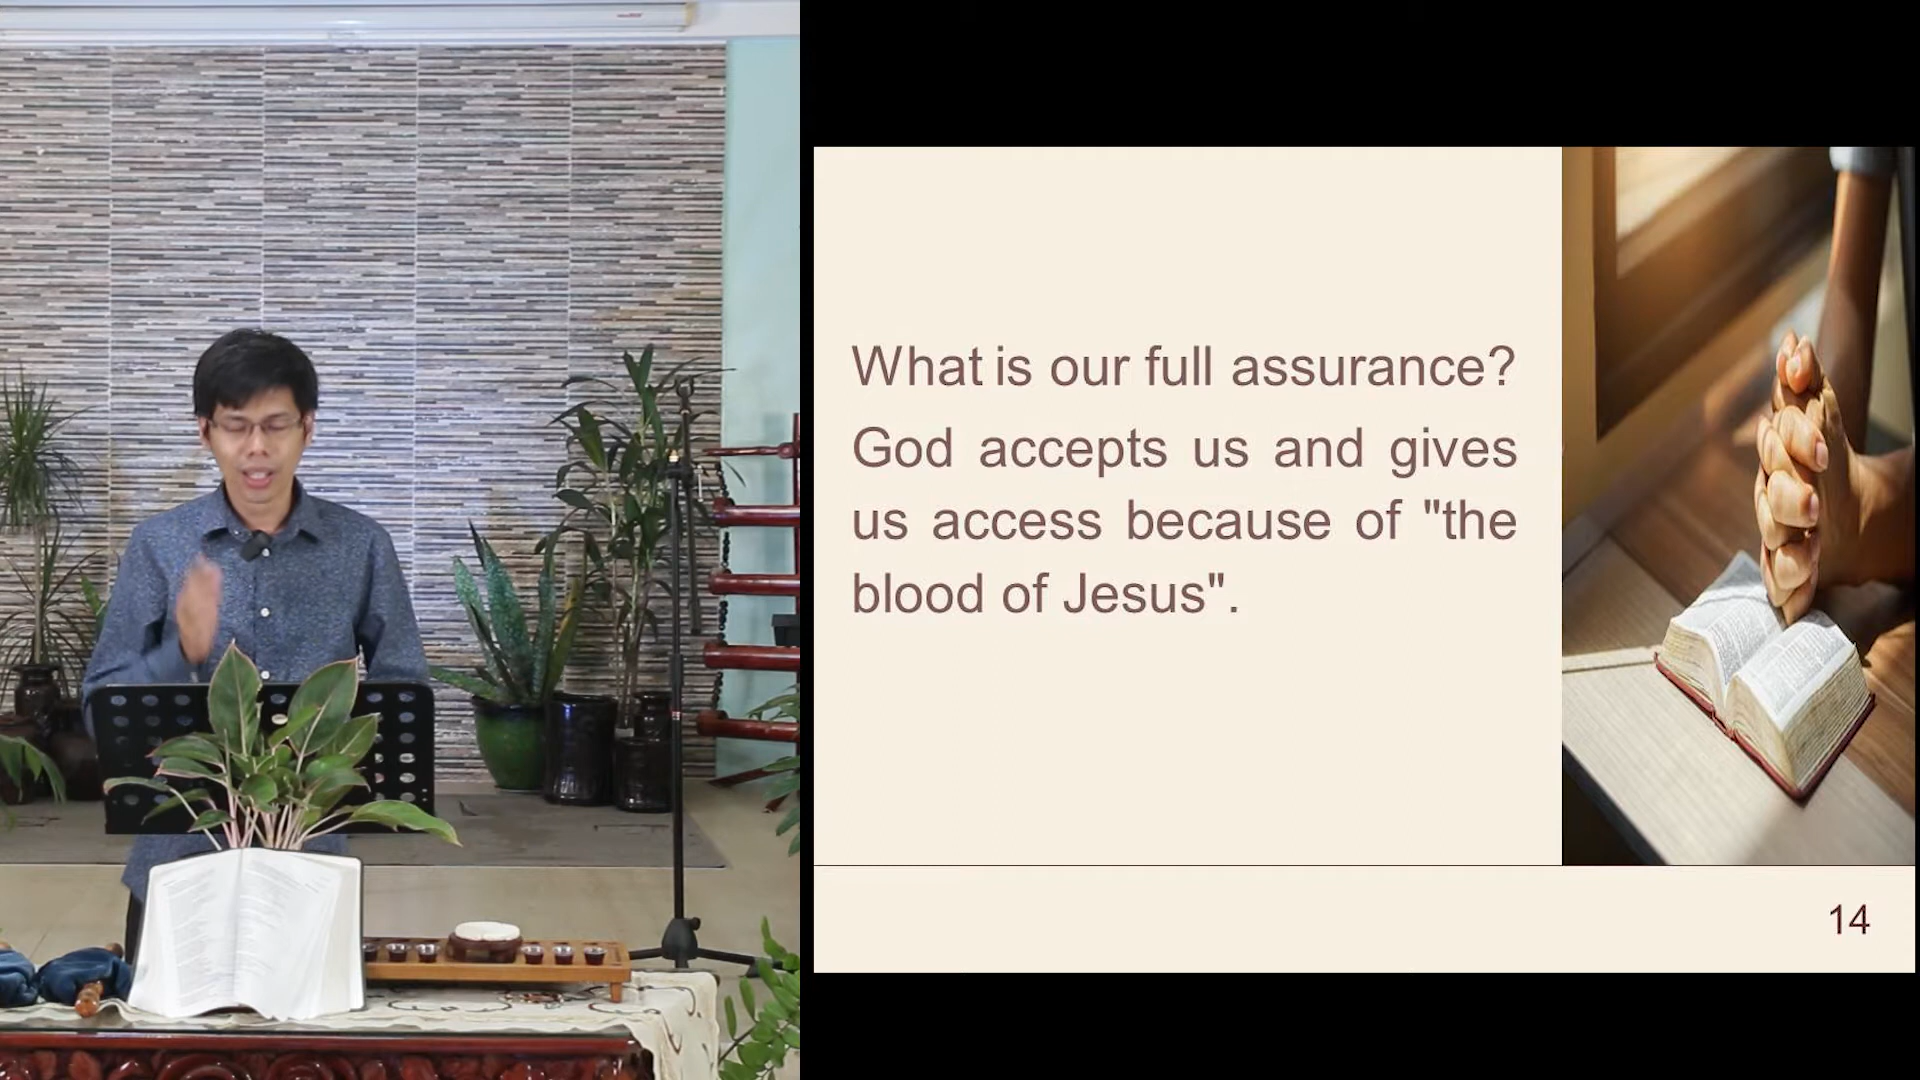 What is our full assurance?
God accepts us and gives
us access because of "the
blood of Jesus".
14